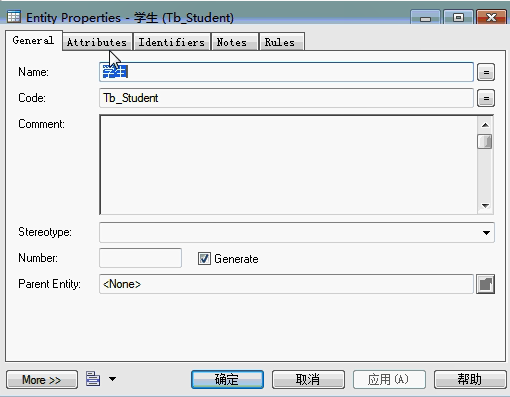 Entity Properties - 学生 (Tb_Student)
General Attributes Identifiers Notes Rules
Name: 学生 =
Code: Tb_Student =
Comment:
Stereotype:
Number: Generate
Parent Entity: <None>
More >> 确定 取消 应用(A) 帮助